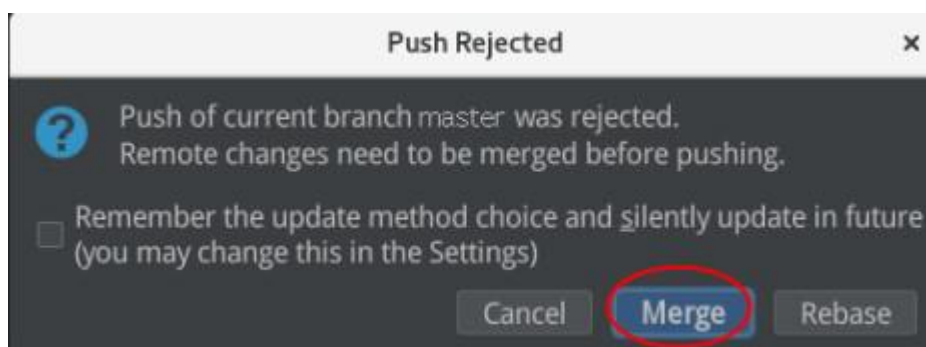 Push Rejected
×
Push of current branch master was rejected.
Remote changes need to be merged before pushing.
Remember the update method choice and silently update in future
(you may change this in the Settings)
Cancel Merge Rebase